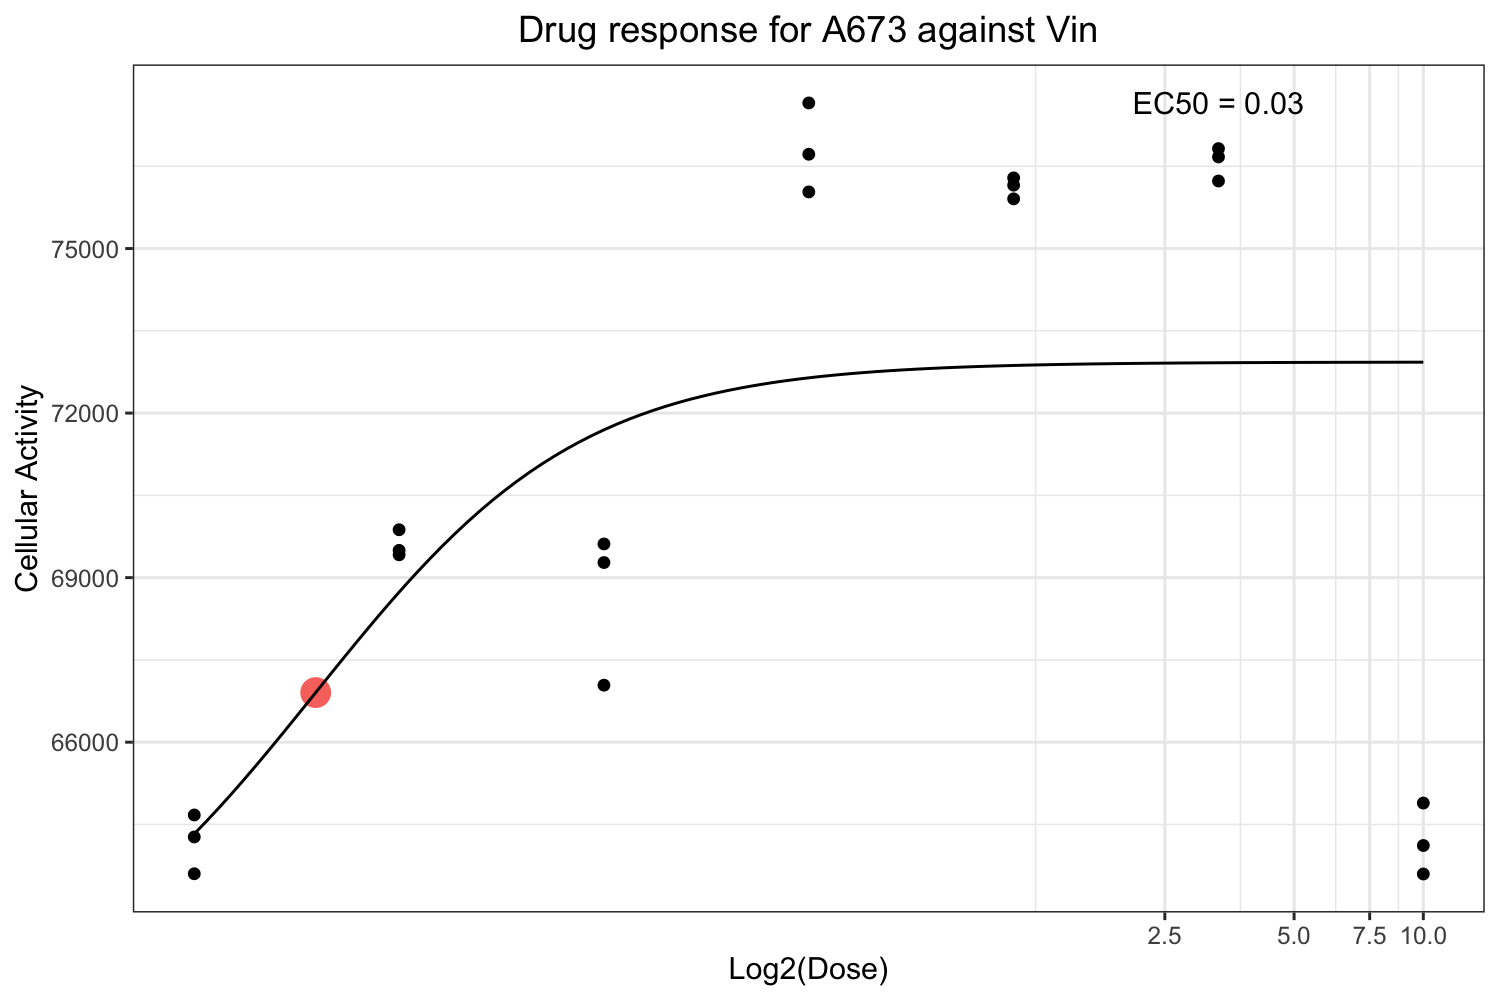 Drug response for A673 against Vin
EC50 = 0.03
75000
72000
69000
66000
Cellular Activity
2.5 5.0 7.5 10.0
Log2(Dose)